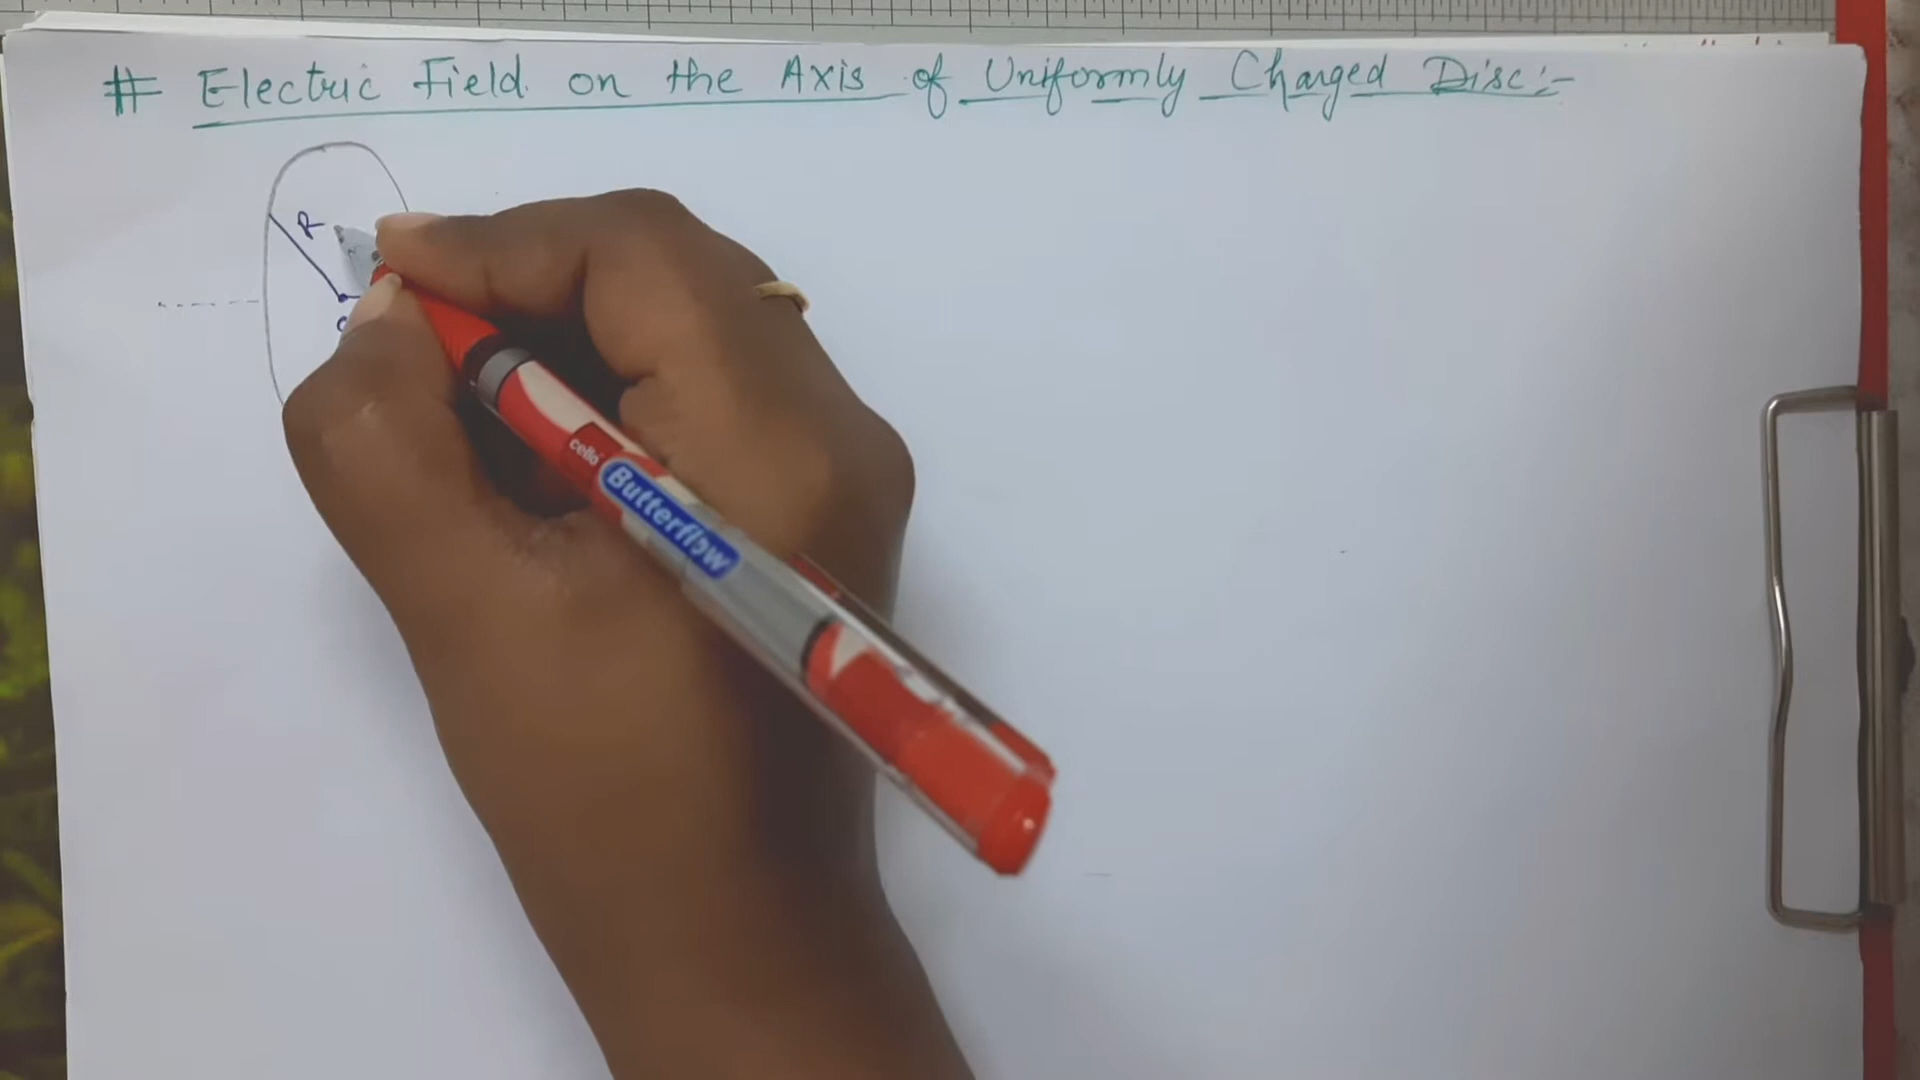 # Electric Field on the Axis of Uniformly Charged Disc:-
R
cello
Butterflow